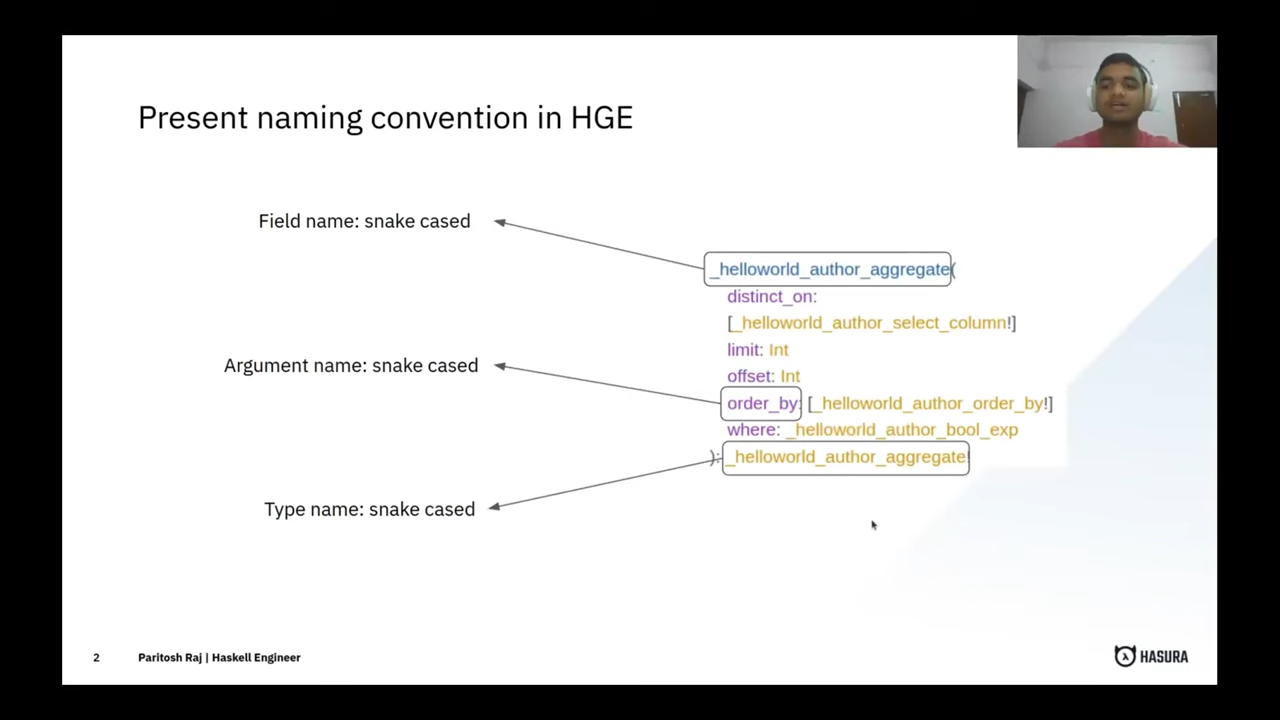 Present naming convention in HGE
Field name: snake cased
_helloworld_author_aggregate(
distinct_on:
[_helloworld_author_select_column!]
limit: Int
offset: Int
Argument name: snake cased
order_by: [_helloworld_author_order_by!]
where: _helloworld_author_bool_exp
): _helloworld_author_aggregate!
Type name: snake cased
2
Paritosh Raj | Haskell Engineer
HASURA